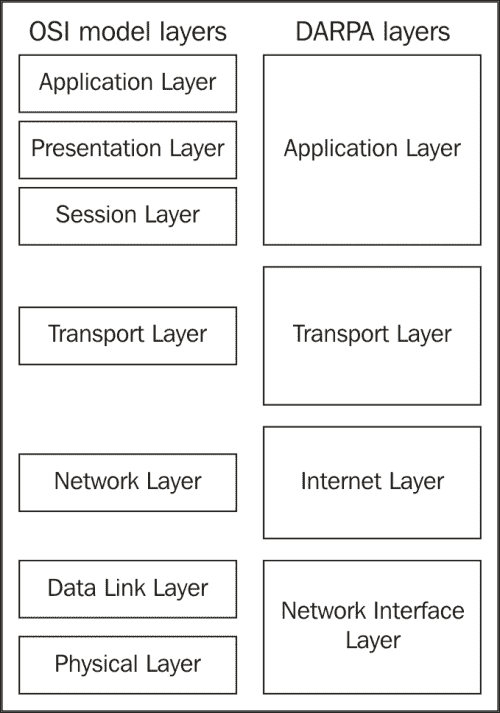 OSI model layers
DARPA layers
Application Layer
Presentation Layer
Session Layer
Application Layer
Transport Layer
Transport Layer
Network Layer
Internet Layer
Data Link Layer
Physical Layer
Network Interface
Layer